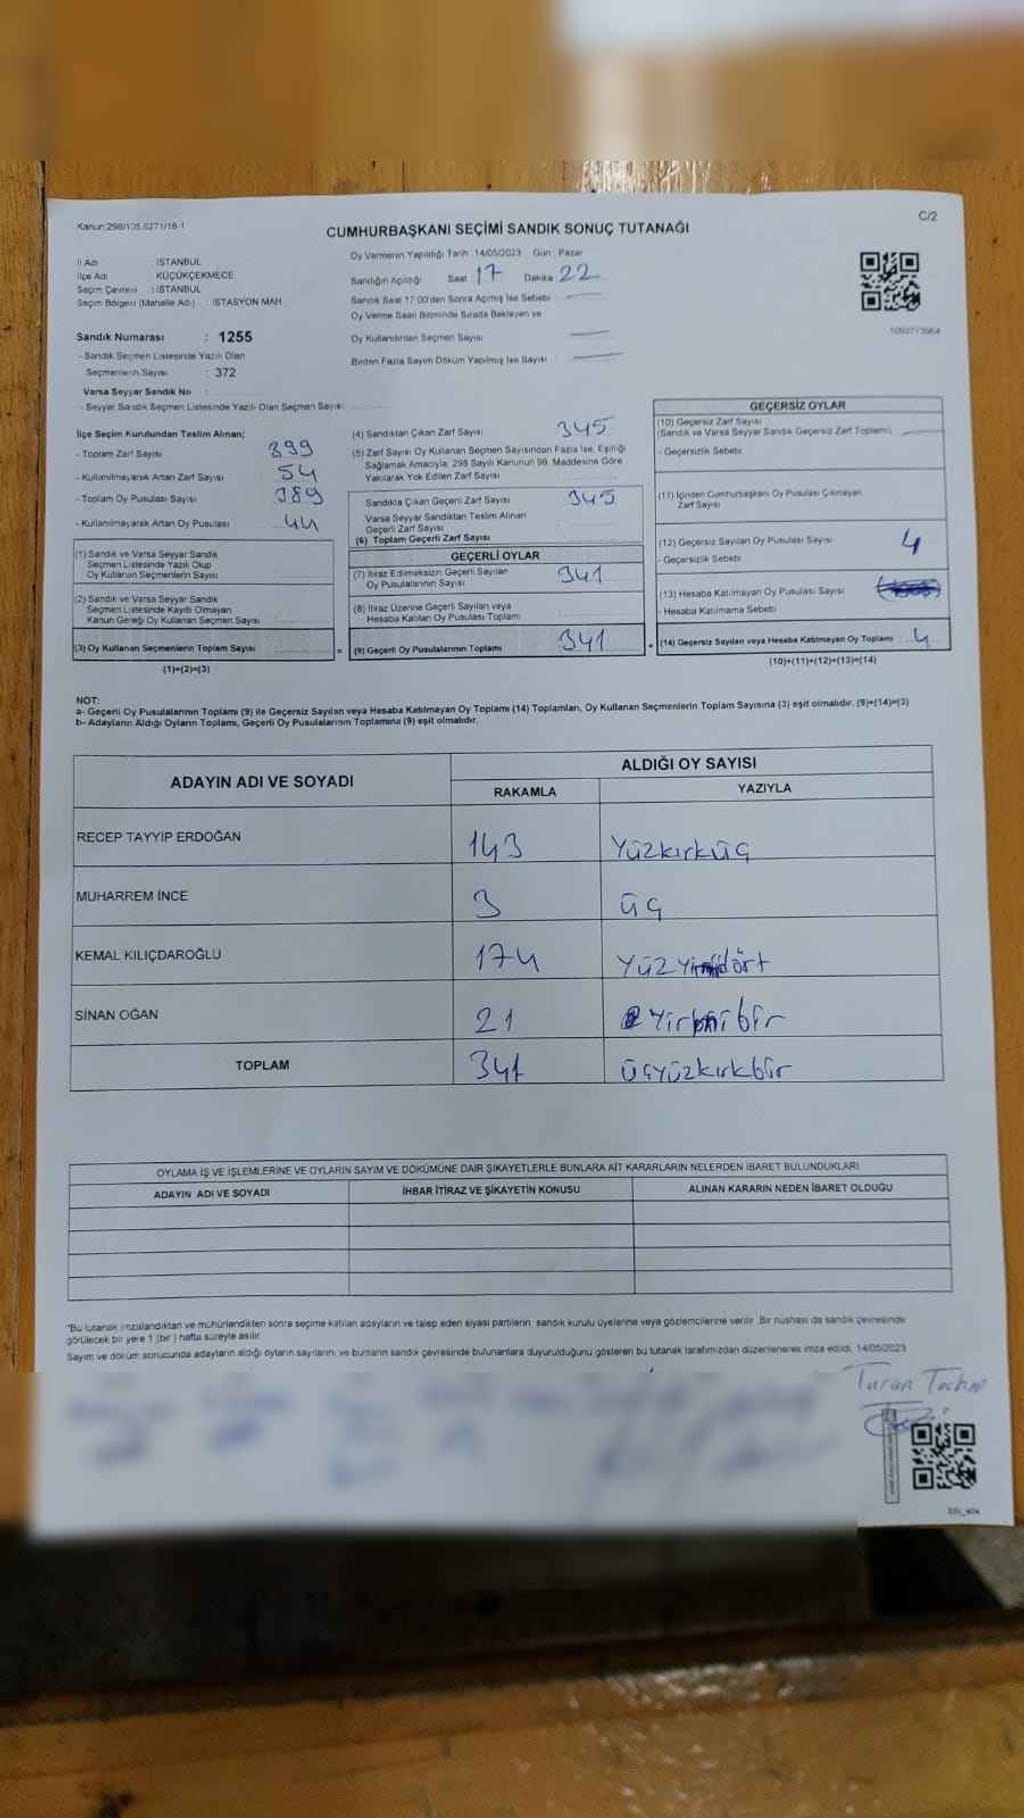 Kanun:298/105,6271/18-1
C/2
CUMHURBAŞKANI SEÇİMİ SANDIK SONUÇ TUTANAĞI
İl Adı : İSTANBUL
İlçe Adı : KÜÇÜKÇEKMECE
Seçim Çevresi : İSTANBUL
Seçim Bölgesi (Mahalle Adı) : İSTASYON MAH
Oy Vermenin Yapıldığı Tarih :14/05/2023 Gün : Pazar
Sandığın Açıldığı Saat 17 Dakika 22
Sandık Saat 17:00'den Sonra Açılmış İse Sebebi
Oy Verme Saati Bitiminde Sırada Bekleyen ve
Oy Kullandırılan Seçmen Sayısı
Birden Fazla Sayım Döküm Yapılmış İse Sayısı
Sandık Numarası : 1255
- Sandık Seçmen Listesinde Yazılı Olan
Seçmenlerin Sayısı : 372
Varsa Seyyar Sandık No
- Seyyar Sandık Seçmen Listesinde Yazılı Olan Seçmen Sayısı:
İlçe Seçim Kurulundan Teslim Alınan;
- Toplam Zarf Sayısı 399
- Kullanılmayarak Artan Zarf Sayısı 54
- Toplam Oy Pusulası Sayısı 389
- Kullanılmayarak Artan Oy Pusulası 44
(1) Sandık ve Varsa Seyyar Sandık
Seçmen Listesinde Yazılı Olup
Oy Kullanan Seçmenlerin Sayısı
(2) Sandık ve Varsa Seyyar Sandık
Seçmen Listesinde Kayıtlı Olmayan
Kanun Gereği Oy Kullanan Seçmen Sayısı
(3) Oy Kullanan Seçmenlerin Toplam Sayısı =
(1)+(2)=(3)
(4) Sandıktan Çıkan Zarf Sayısı 345
(5) Zarf Sayısı Oy Kullanan Seçmen Sayısından Fazla İse, Eşitliği
Sağlamak Amacıyla; 298 Sayılı Kanunun 98. Maddesine Göre
Yakılarak Yok Edilen Zarf Sayısı
Sandıkta Çıkan Geçerli Zarf Sayısı 345
Varsa Seyyar Sandıktan Teslim Alınan
Geçerli Zarf Sayısı
(6) Toplam Geçerli Zarf Sayısı
GEÇERLİ OYLAR
(7) İtiraz Edilmeksizin Geçerli Sayılan
Oy Pusulalarının Sayısı 341
(8) İtiraz Üzerine Geçerli Sayılan veya
Hesaba Katılan Oy Pusulası Toplamı
(9) Geçerli Oy Pusulalarının Toplamı 341 +
GEÇERSİZ OYLAR
(10) Geçersiz Zarf Sayısı
(Sandık ve Varsa Seyyar Sandık Geçersiz Zarf Toplamı)
- Geçersizlik Sebebi:
(11) İçinden Cumhurbaşkanı Oy Pusulası Çıkmayan
Zarf Sayısı
(12) Geçersiz Sayılan Oy Pusulası Sayısı 4
- Geçersizlik Sebebi:
(13) Hesaba Katılmayan Oy Pusulası Sayısı
- Hesaba Katılmama Sebebi
(14) Geçersiz Sayılan veya Hesaba Katılmayan Oy Toplamı 4
(10)+(11)+(12)+(13)=(14)
NOT:
a- Geçerli Oy Pusulalarının Toplamı (9) ile Geçersiz Sayılan veya Hesaba Katılmayan Oy Toplamı (14) Toplamları, Oy Kullanan Seçmenlerin Toplam Sayısına (3) eşit olmalıdır. (9)+(14)=(3)
b- Adayların Aldığı Oyların Toplamı, Geçerli Oy Pusulalarının Toplamına (9) eşit olmalıdır.
ADAYIN ADI VE SOYADI
ALDIĞI OY SAYISI
RAKAMLA YAZIYLA
RECEP TAYYİP ERDOĞAN 143 Yüzkırküç
MUHARREM İNCE 3 üç
KEMAL KILIÇDAROĞLU 174
SİNAN OĞAN 21 Yirmibir
TOPLAM 341 üçyüzkırkbir
OYLAMA İŞ VE İŞLEMLERİNE VE OYLARIN SAYIM VE DÖKÜMÜNE DAİR ŞİKAYETLERLE BUNLARA AİT KARARLARIN NELERDEN İBARET BULUNDUKLARI
ADAYIN ADI VE SOYADI İHBAR İTİRAZ VE ŞİKAYETİN KONUSU ALINAN KARARIN NEDEN İBARET OLDUĞU
*Bu tutanak imzalandıktan ve mühürlendikten sonra seçime katılan adayların ve talep eden siyasi partilerin sandık kurulu üyelerine veya gözlemcilerine verilir. Bir nüshası da sandık çevresinde
görülecek bir yere 1 (bir) hafta süreyle asılır.
Sayım ve döküm sonucunda adayların aldığı oyların sayılarını ve bunların sandık çevresinde bulunanlara duyurulduğunu gösteren bu tutanak tarafımızdan düzenlenerek imza edildi. 14/05/2023